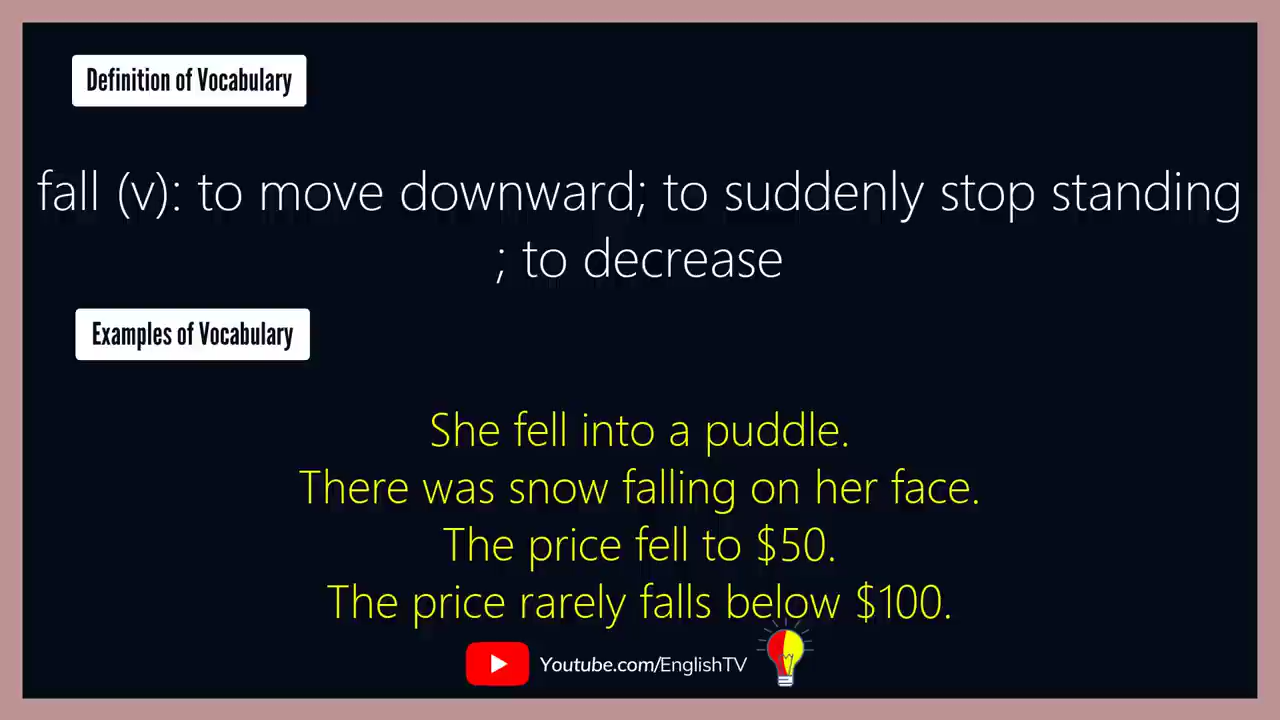 Definition of Vocabulary
fall (v): to move downward; to suddenly stop standing
; to decrease
Examples of Vocabulary
She fell into a puddle.
There was snow falling on her face.
The price fell to $50.
The price rarely falls below $100.
Youtube.com/EnglishTV